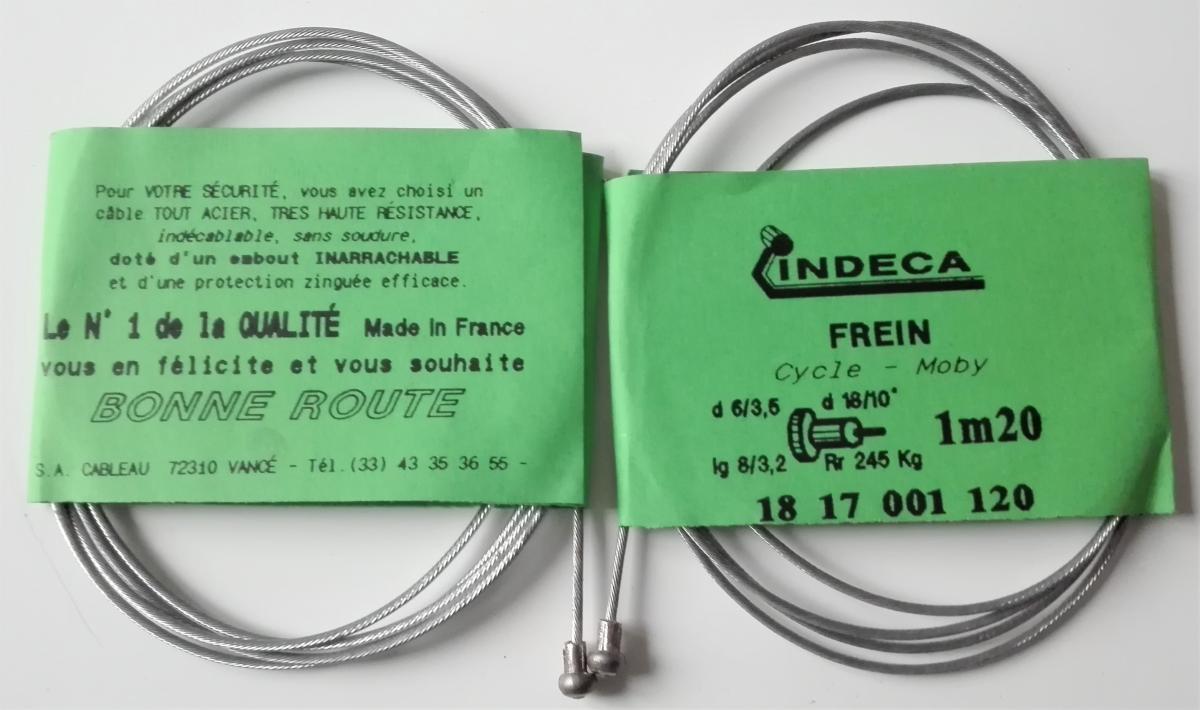 Pour VOTRE SÉCURITÉ, vous avez choisi un
câble TOUT ACIER, TRES HAUTE RÉSISTANCE,
indécablable, sans soudure,
doté d'un embout INARRACHABLE
et d'une protection zinguée efficace.
Le N° 1 de la QUALITÉ Made in France
vous en félicite et vous souhaite
BONNE ROUTE
S.A. CABLEAU 72310 VANCÉ - Tél.(33) 43 35 36 55 -
INDECA
FREIN
Cycle - Moby
d 6/3,5 d 18/10°
1m20
lg 8/3,2 Rr 245 Kg
18 17 001 120